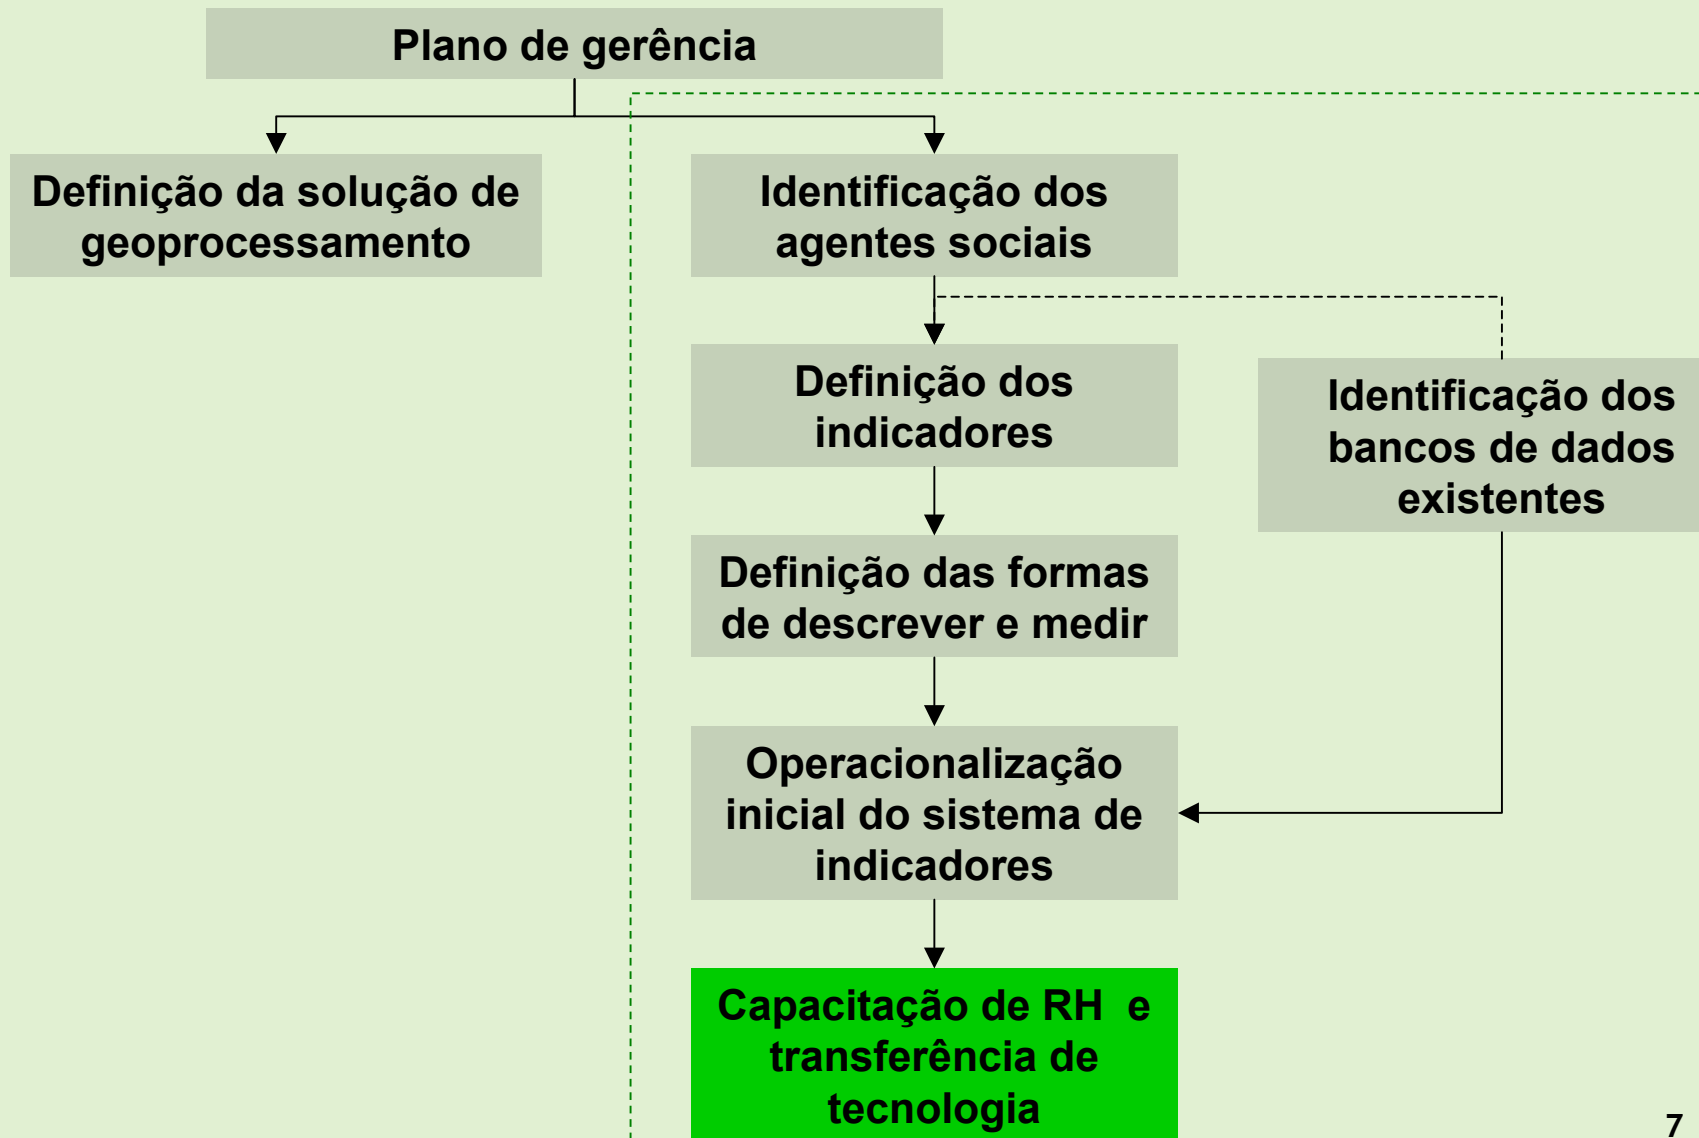 Plano de gerência
Definição da solução de
geoprocessamento
Identificação dos
agentes sociais
Definição dos
indicadores
Identificação dos
bancos de dados
existentes
Definição das formas
de descrever e medir
Operacionalização
inicial do sistema de
indicadores
Capacitação de RH  e
transferência de
tecnologia
7